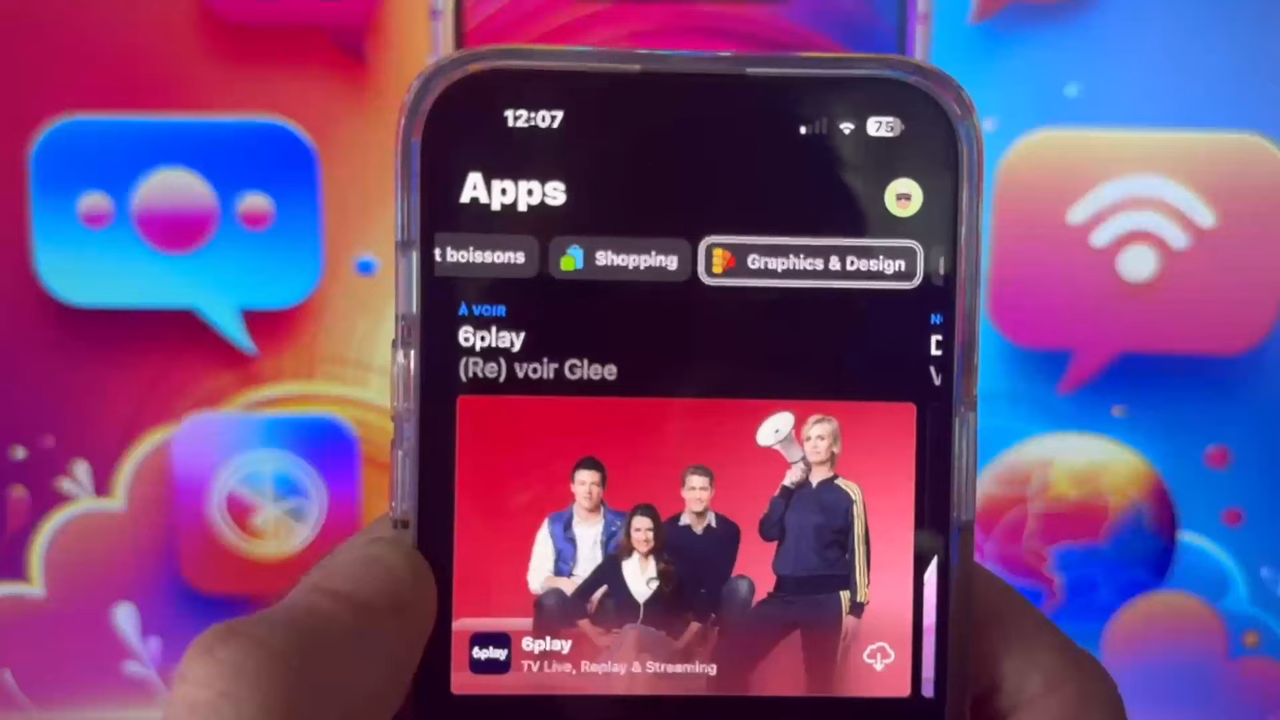 12:07
75
Apps
t boissons
Shopping
Graphics & Design
À VOIR
6play
(Re) voir Glee
6play
6play
TV Live, Replay & Streaming